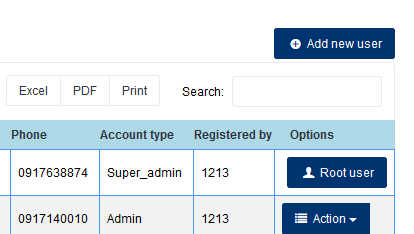 Add new user
Excel PDF Print Search:
Phone Account type Registered by Options
0917638874 Super_admin 1213 Root user
0917140010 Admin 1213 Action